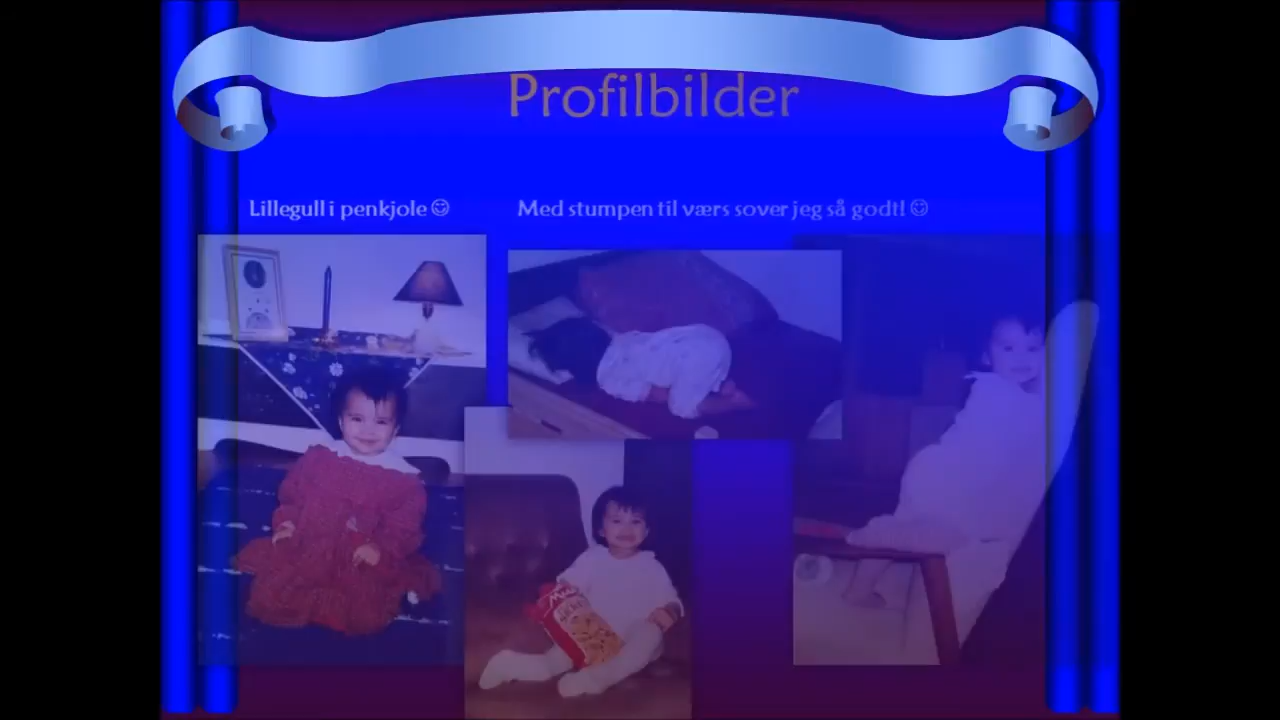 Profilbilder
Lillegull i penkjole ☺
Med stumpen til værs sover jeg så godt! ☺